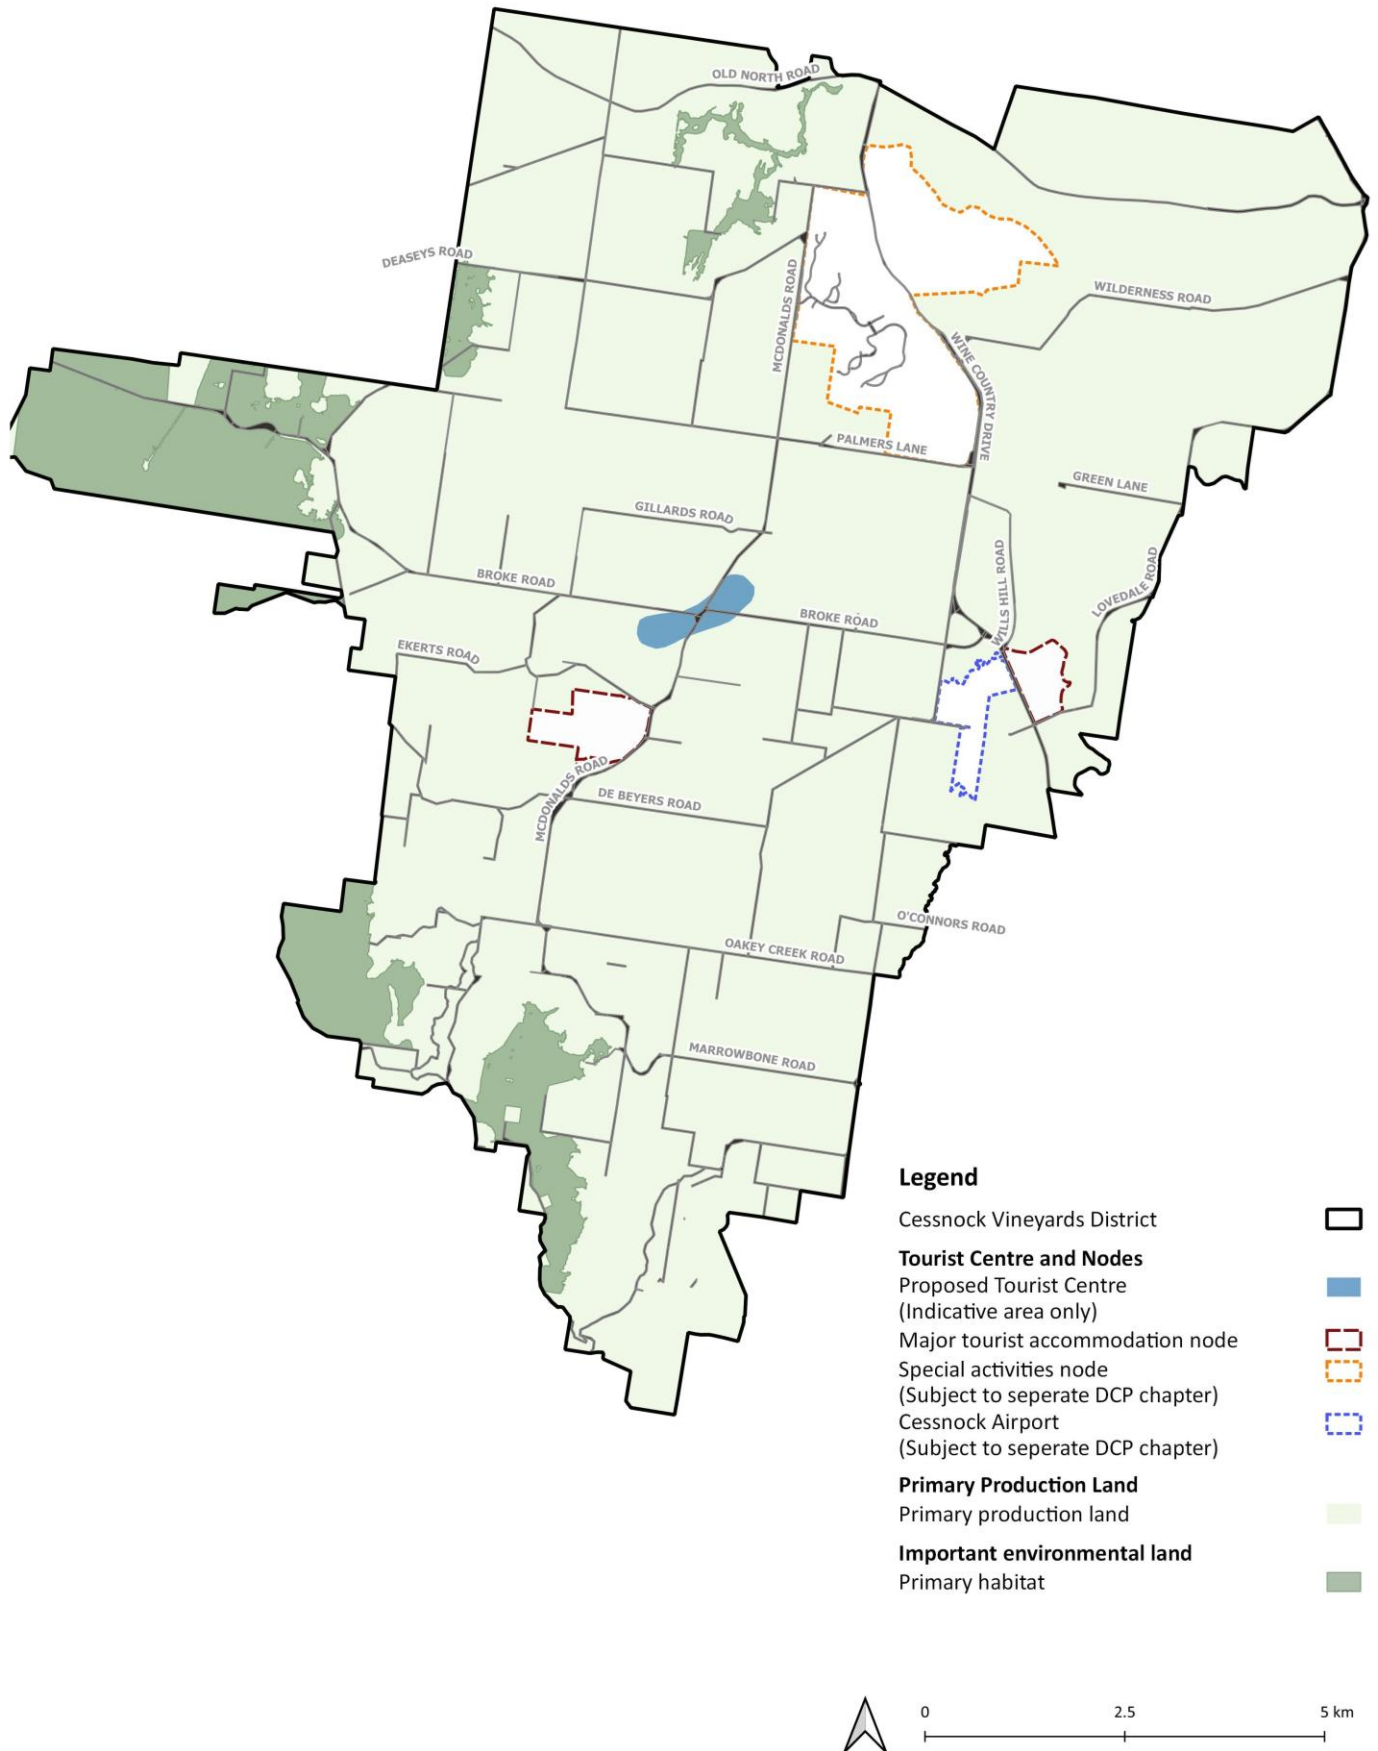 OLD NORTH ROAD
DEASEYS ROAD
WILDERNESS ROAD
MCDONALDS ROAD
WINE COUNTRY DRIVE
PALMERS LANE
GREEN LANE
GILLARDS ROAD
BROKE ROAD
WILLS HILL ROAD
LOVEDALE ROAD
BROKE ROAD
EKERTS ROAD
MCDONALDS ROAD
DE BEYERS ROAD
O'CONNORS ROAD
OAKEY CREEK ROAD
MARROWBONE ROAD
Legend
Cessnock Vineyards District
Tourist Centre and Nodes
Proposed Tourist Centre
(Indicative area only)
Major tourist accommodation node
Special activities node
(Subject to seperate DCP chapter)
Cessnock Airport
(Subject to seperate DCP chapter)
Primary Production Land
Primary production land
Important environmental land
Primary habitat
0 2.5 5 km